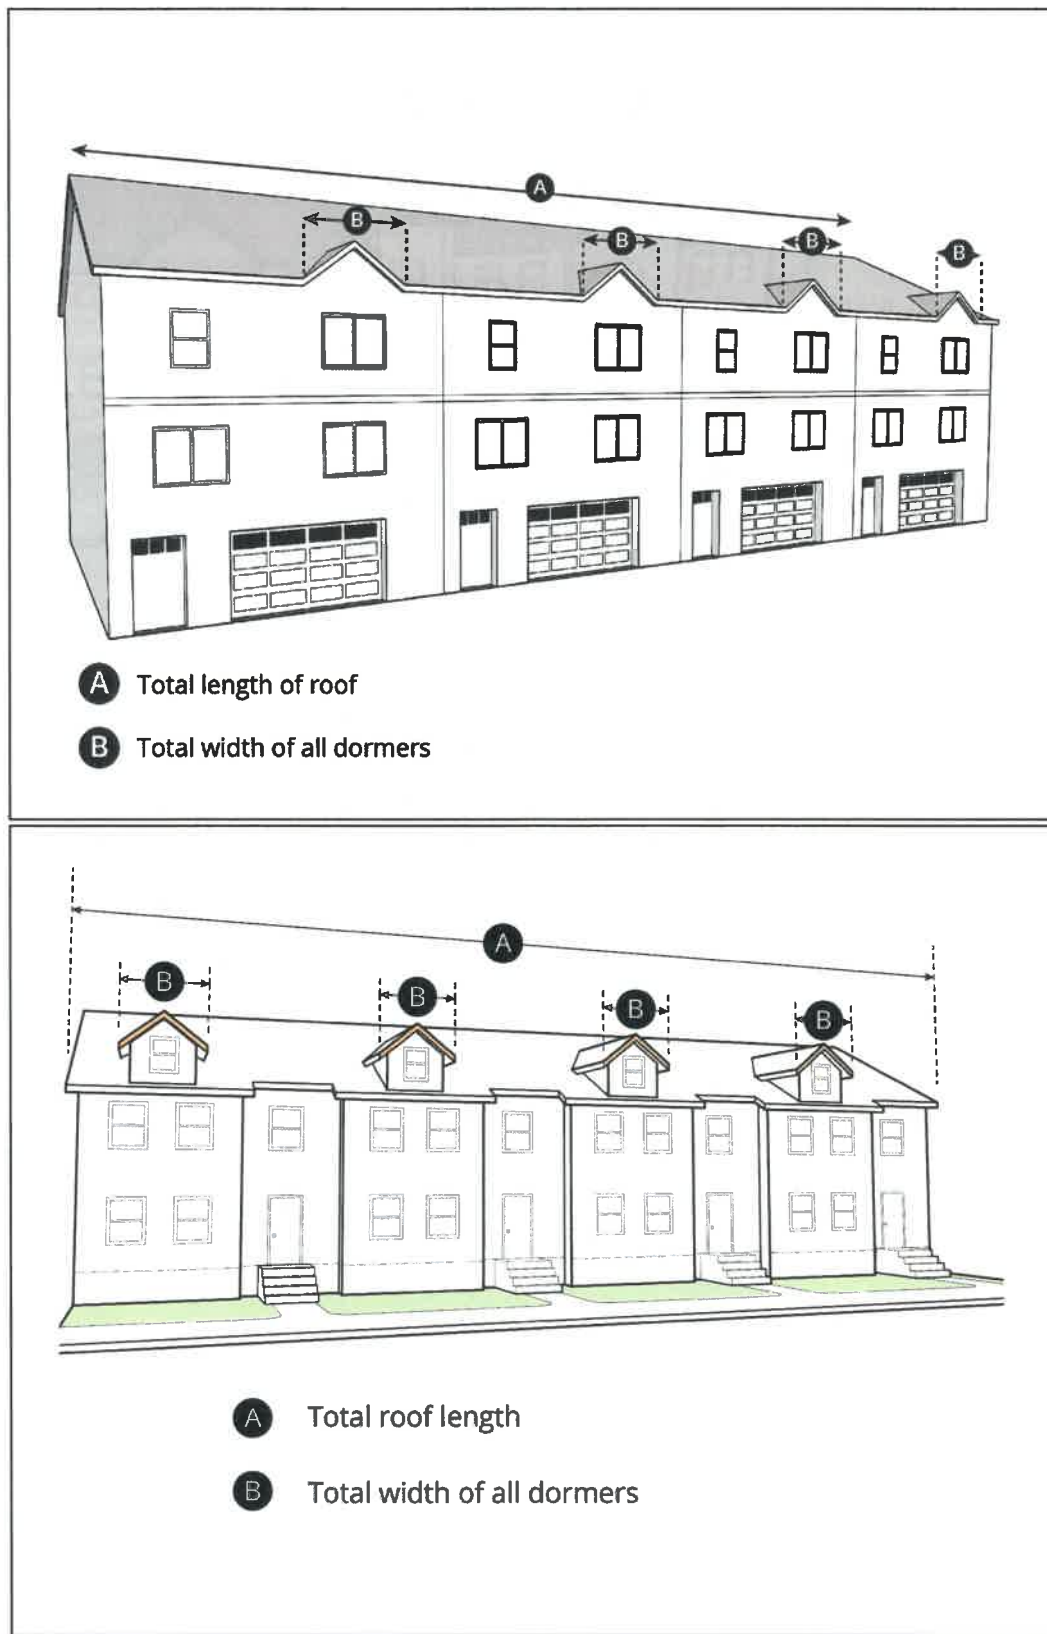 A
B
B
B
B
A Total length of roof
B Total width of all dormers
A
B
B
B
B
A Total roof length
B Total width of all dormers